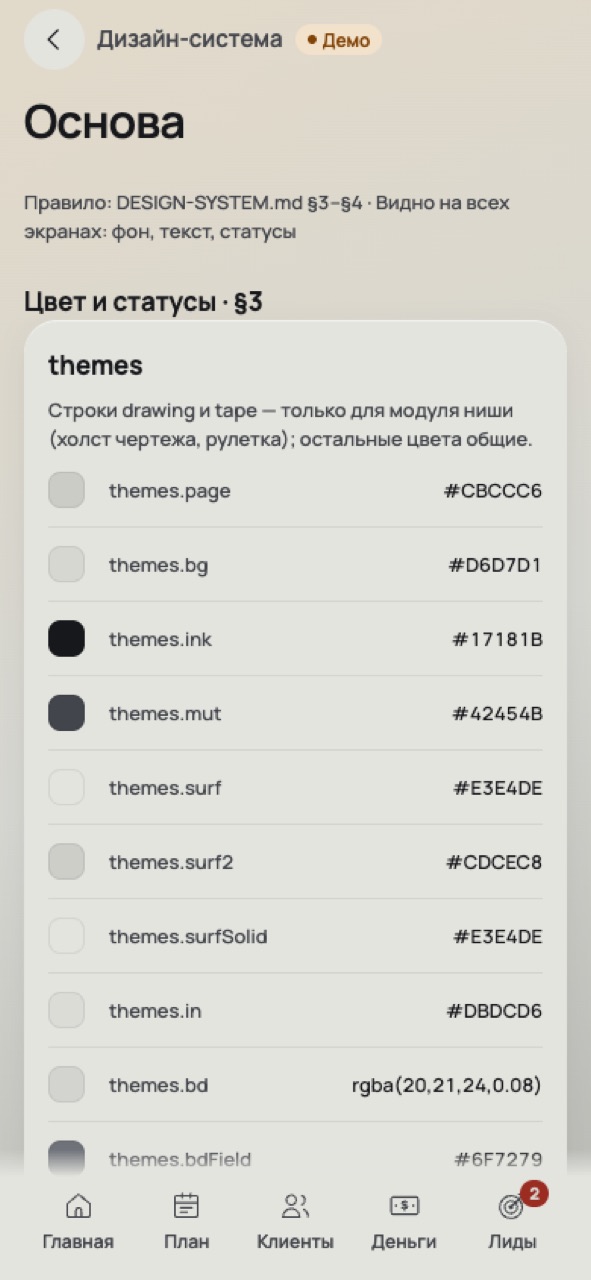 Дизайн-система
Демо
Основа
Правило: DESIGN-SYSTEM.md §3–§4 · Видно на всех
экранах: фон, текст, статусы
Цвет и статусы · §3
themes
Строки drawing и tape — только для модуля ниши
(холст чертежа, рулетка); остальные цвета общие.
themes.page #CBCCC6
themes.bg #D6D7D1
themes.ink #17181B
themes.mut #42454B
themes.surf #E3E4DE
themes.surf2 #CDCEC8
themes.surfSolid #E3E4DE
themes.in #DBDCD6
themes.bd rgba(20,21,24,0.08)
themes.bdField #6F7279
2
Главная План Клиенты Деньги Лиды